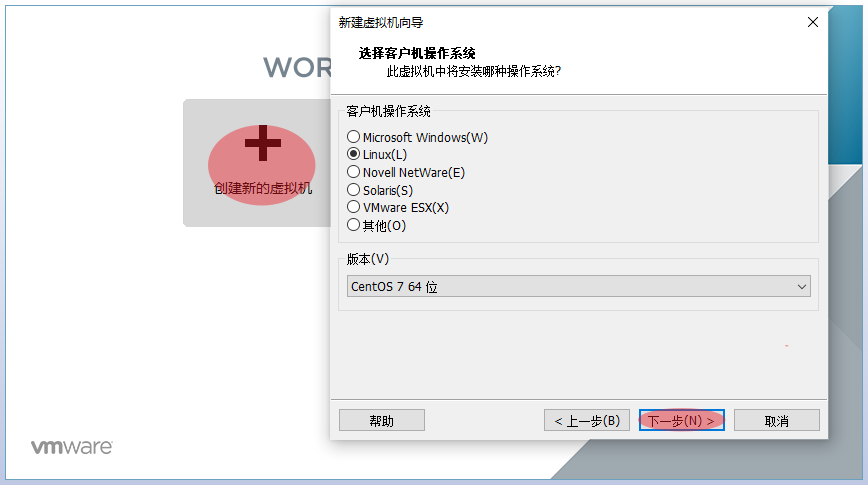 WOR
创建新的虚拟机
vmware
新建虚拟机向导
选择客户机操作系统
此虚拟机中将安装哪种操作系统?
客户机操作系统
Microsoft Windows(W)
Linux(L)
Novell NetWare(E)
Solaris(S)
VMware ESX(X)
其他(O)
版本(V)
CentOS 7 64 位
帮助
< 上一步(B)
下一步(N) >
取消